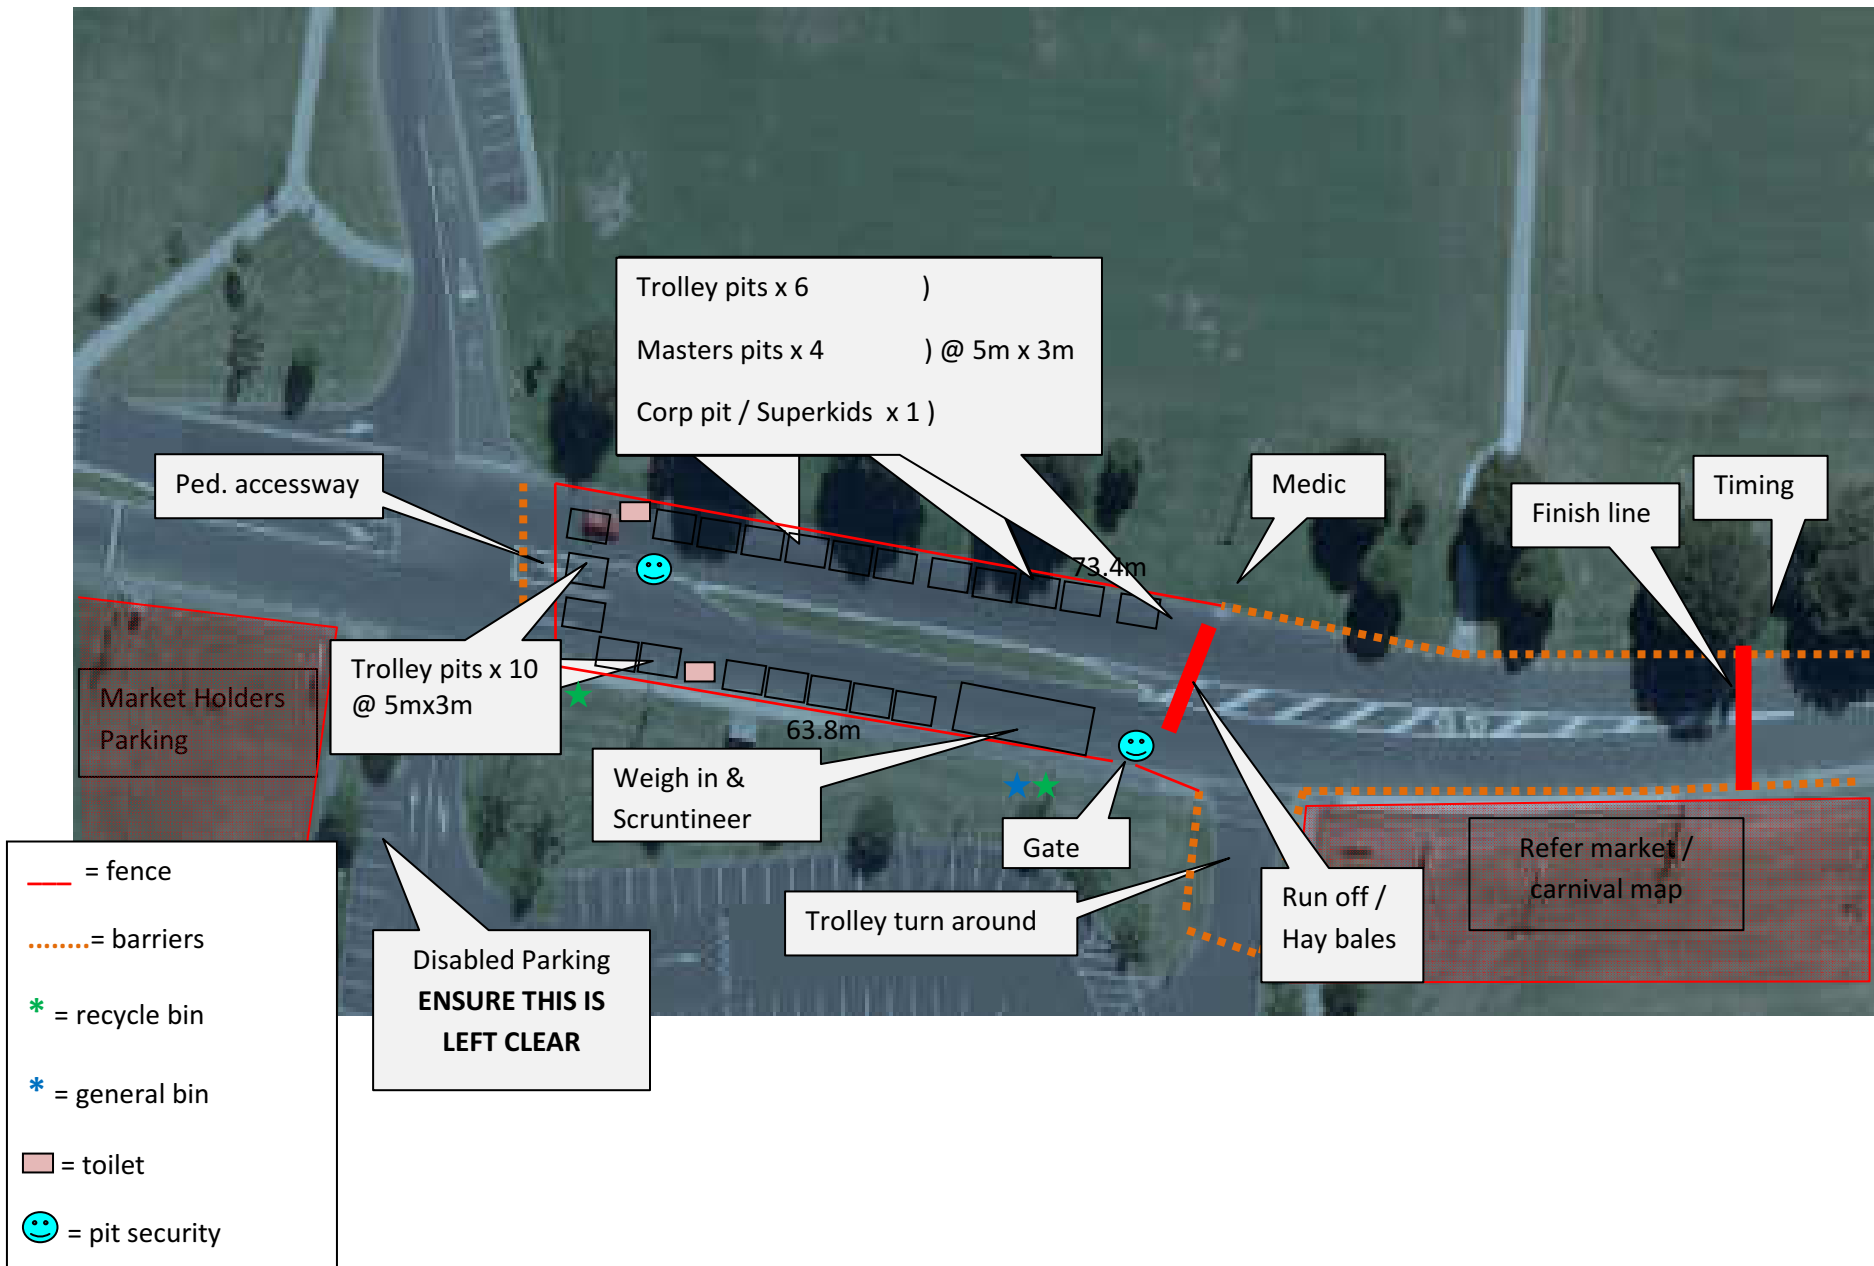 Trolley pits x 6 )
Masters pits x 4 ) @ 5m x 3m
Corp pit / Superkids x 1 )
Ped. accessway
Medic
Timing
Finish line
73.4m
Trolley pits x 10
@ 5mx3m
Market Holders
Parking
63.8m
Weigh in &
Scruntineer
Gate
Trolley turn around
Run off /
Hay bales
Refer market /
carnival map
Disabled Parking
ENSURE THIS IS
LEFT CLEAR
= fence
= barriers
* = recycle bin
* = general bin
= toilet
= pit security